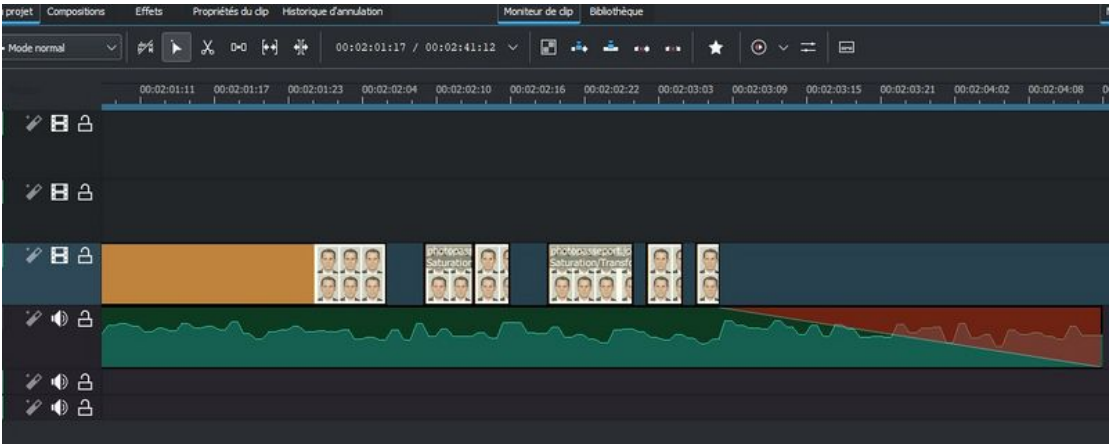 projet Compositions Effets Propriétés du clip Historique d'annulation Moniteur de clip Bibliothèque
Mode normal 00:02:01:17 / 00:02:41:12
00:02:01:11 00:02:01:17 00:02:01:23 00:02:02:04 00:02:02:10 00:02:02:16 00:02:02:22 00:02:03:03 00:02:03:09 00:02:03:15 00:02:03:21 00:02:04:02 00:02:04:08
photopass photopasseport.jp
Saturation Saturation/Transfo